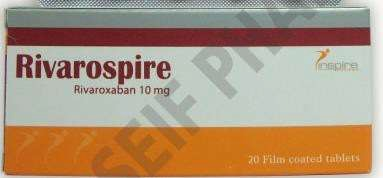 Rivarospire
Rivaroxaban 10 mg
inspire
20 Film coated tablets
SEIF PHA